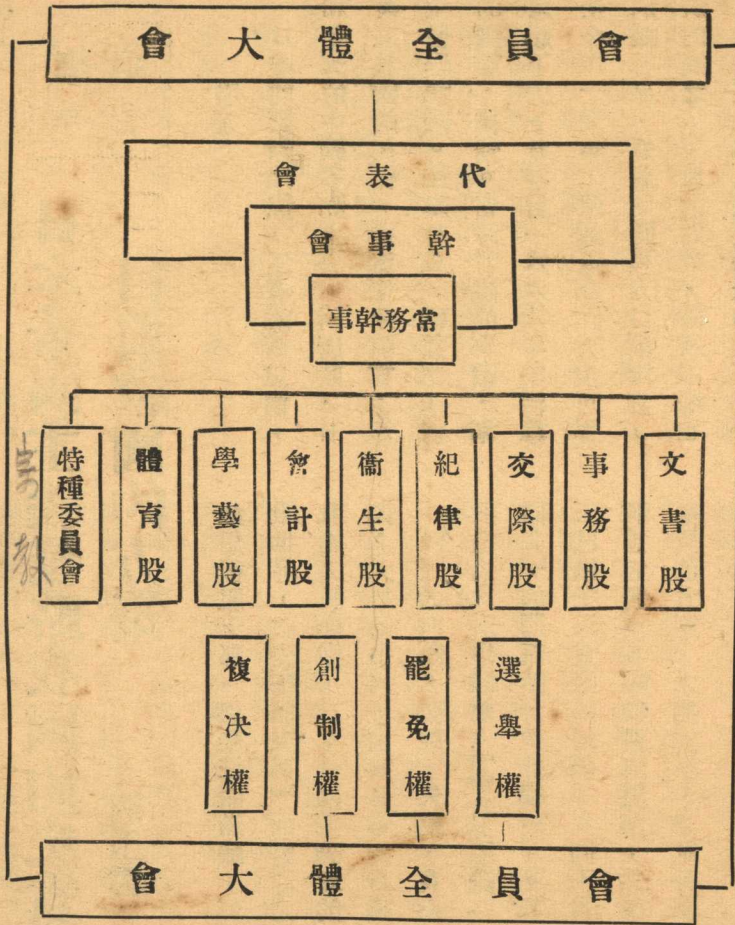 會員全體大會
代表會
幹事會
常務幹事
文書股
事務股
交際股
紀律股
衞生股
會計股
學藝股
體育股
特種委員會
選舉權
罷免權
創制權
複决權
會員全體大會